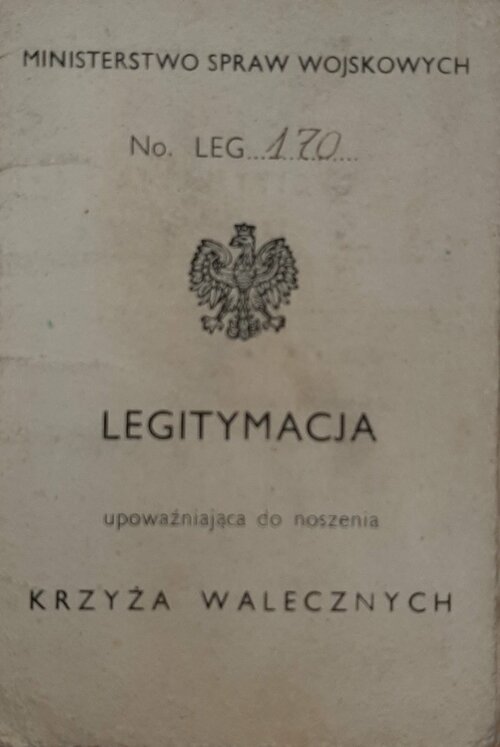 MINISTERSTWO SPRAW WOJSKOWYCH
No. LEG...170...
LEGITYMACJA
upoważniająca do noszenia
KRZYŻA WALECZNYCH